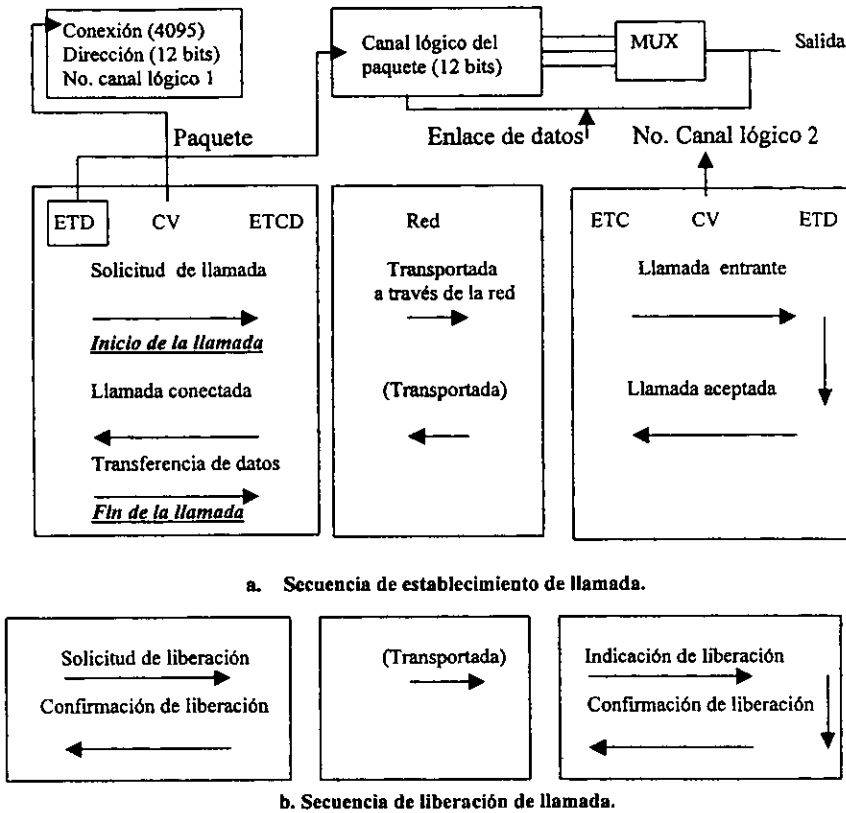 Conexión (4095)
Dirección (12 bits)
No. canal lógico 1
Canal lógico del
paquete (12 bits)
MUX
Salida
Paquete
Enlace de datos
No. Canal lógico 2
ETD CV ETCD
Solicitud de llamada
Inicio de la llamada
Llamada conectada
Transferencia de datos
Fin de la llamada
Red
Transportada
a través de la red
(Transportada)
ETC CV ETD
Llamada entrante
Llamada aceptada
a. Secuencia de establecimiento de llamada.
Solicitud de liberación
Confirmación de liberación
(Transportada)
Indicación de liberación
Confirmación de liberación
b. Secuencia de liberación de llamada.